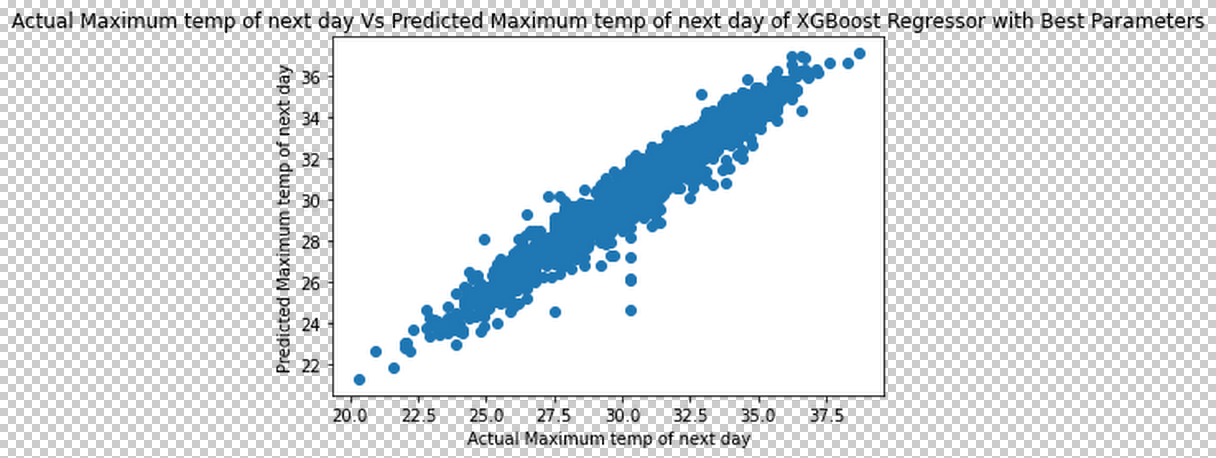 Actual Maximum temp of next day Vs Predicted Maximum temp of next day of XGBoost Regressor with Best Parameters
Predicted Maximum temp of next day
36
34
32
30
28
26
24
22
20.0 22.5 25.0 27.5 30.0 32.5 35.0 37.5
Actual Maximum temp of next day